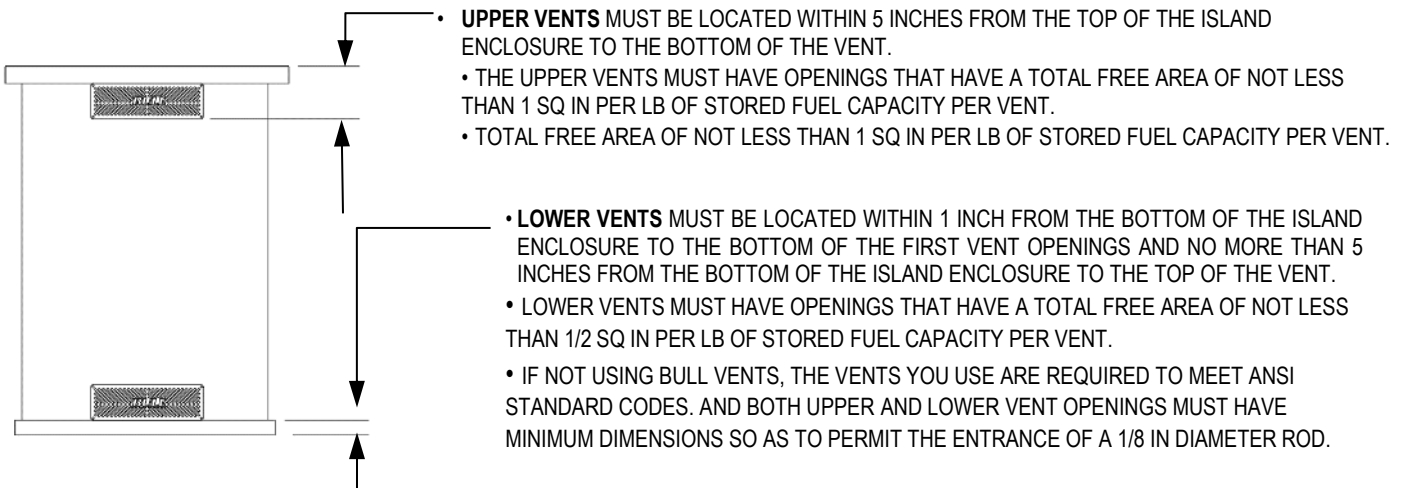 • UPPER VENTS MUST BE LOCATED WITHIN 5 INCHES FROM THE TOP OF THE ISLAND
ENCLOSURE TO THE BOTTOM OF THE VENT.
• THE UPPER VENTS MUST HAVE OPENINGS THAT HAVE A TOTAL FREE AREA OF NOT LESS
THAN 1 SQ IN PER LB OF STORED FUEL CAPACITY PER VENT.
• TOTAL FREE AREA OF NOT LESS THAN 1 SQ IN PER LB OF STORED FUEL CAPACITY PER VENT.
• LOWER VENTS MUST BE LOCATED WITHIN 1 INCH FROM THE BOTTOM OF THE ISLAND
ENCLOSURE TO THE BOTTOM OF THE FIRST VENT OPENINGS AND NO MORE THAN 5
INCHES FROM THE BOTTOM OF THE ISLAND ENCLOSURE TO THE TOP OF THE VENT.
• LOWER VENTS MUST HAVE OPENINGS THAT HAVE A TOTAL FREE AREA OF NOT LESS
THAN 1/2 SQ IN PER LB OF STORED FUEL CAPACITY PER VENT.
• IF NOT USING BULL VENTS, THE VENTS YOU USE ARE REQUIRED TO MEET ANSI
STANDARD CODES. AND BOTH UPPER AND LOWER VENT OPENINGS MUST HAVE
MINIMUM DIMENSIONS SO AS TO PERMIT THE ENTRANCE OF A 1/8 IN DIAMETER ROD.